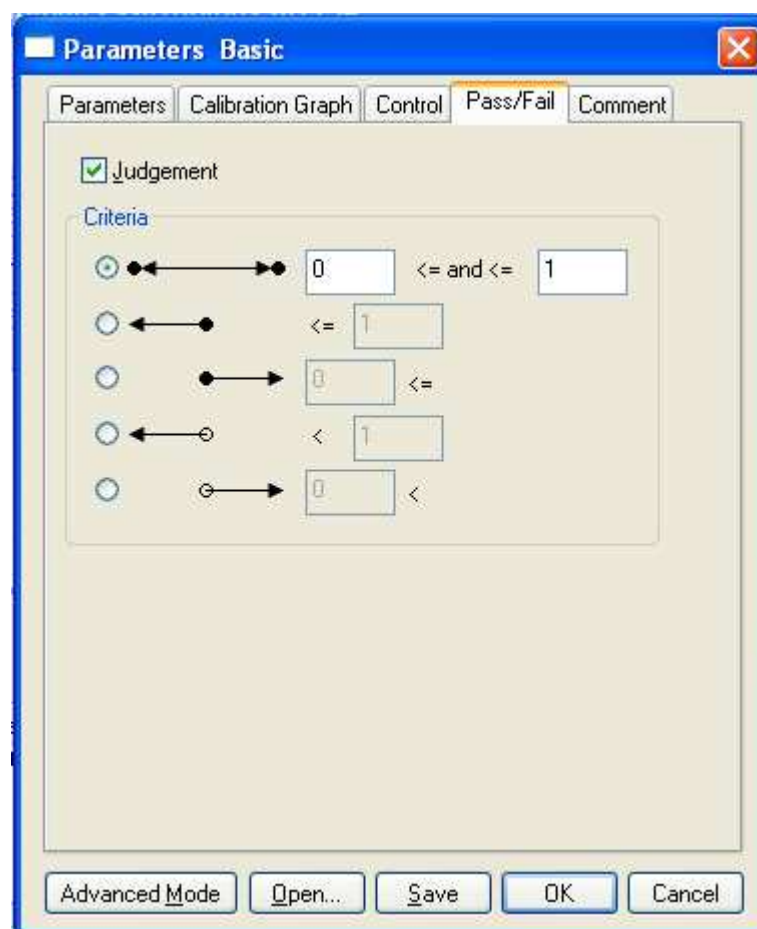 Parameters Basic
Parameters Calibration Graph Control Pass/Fail Comment
Judgement
Criteria
0 <= and <= 1
<= 1
0 <=
< 1
0 <
Advanced Mode Open... Save OK Cancel